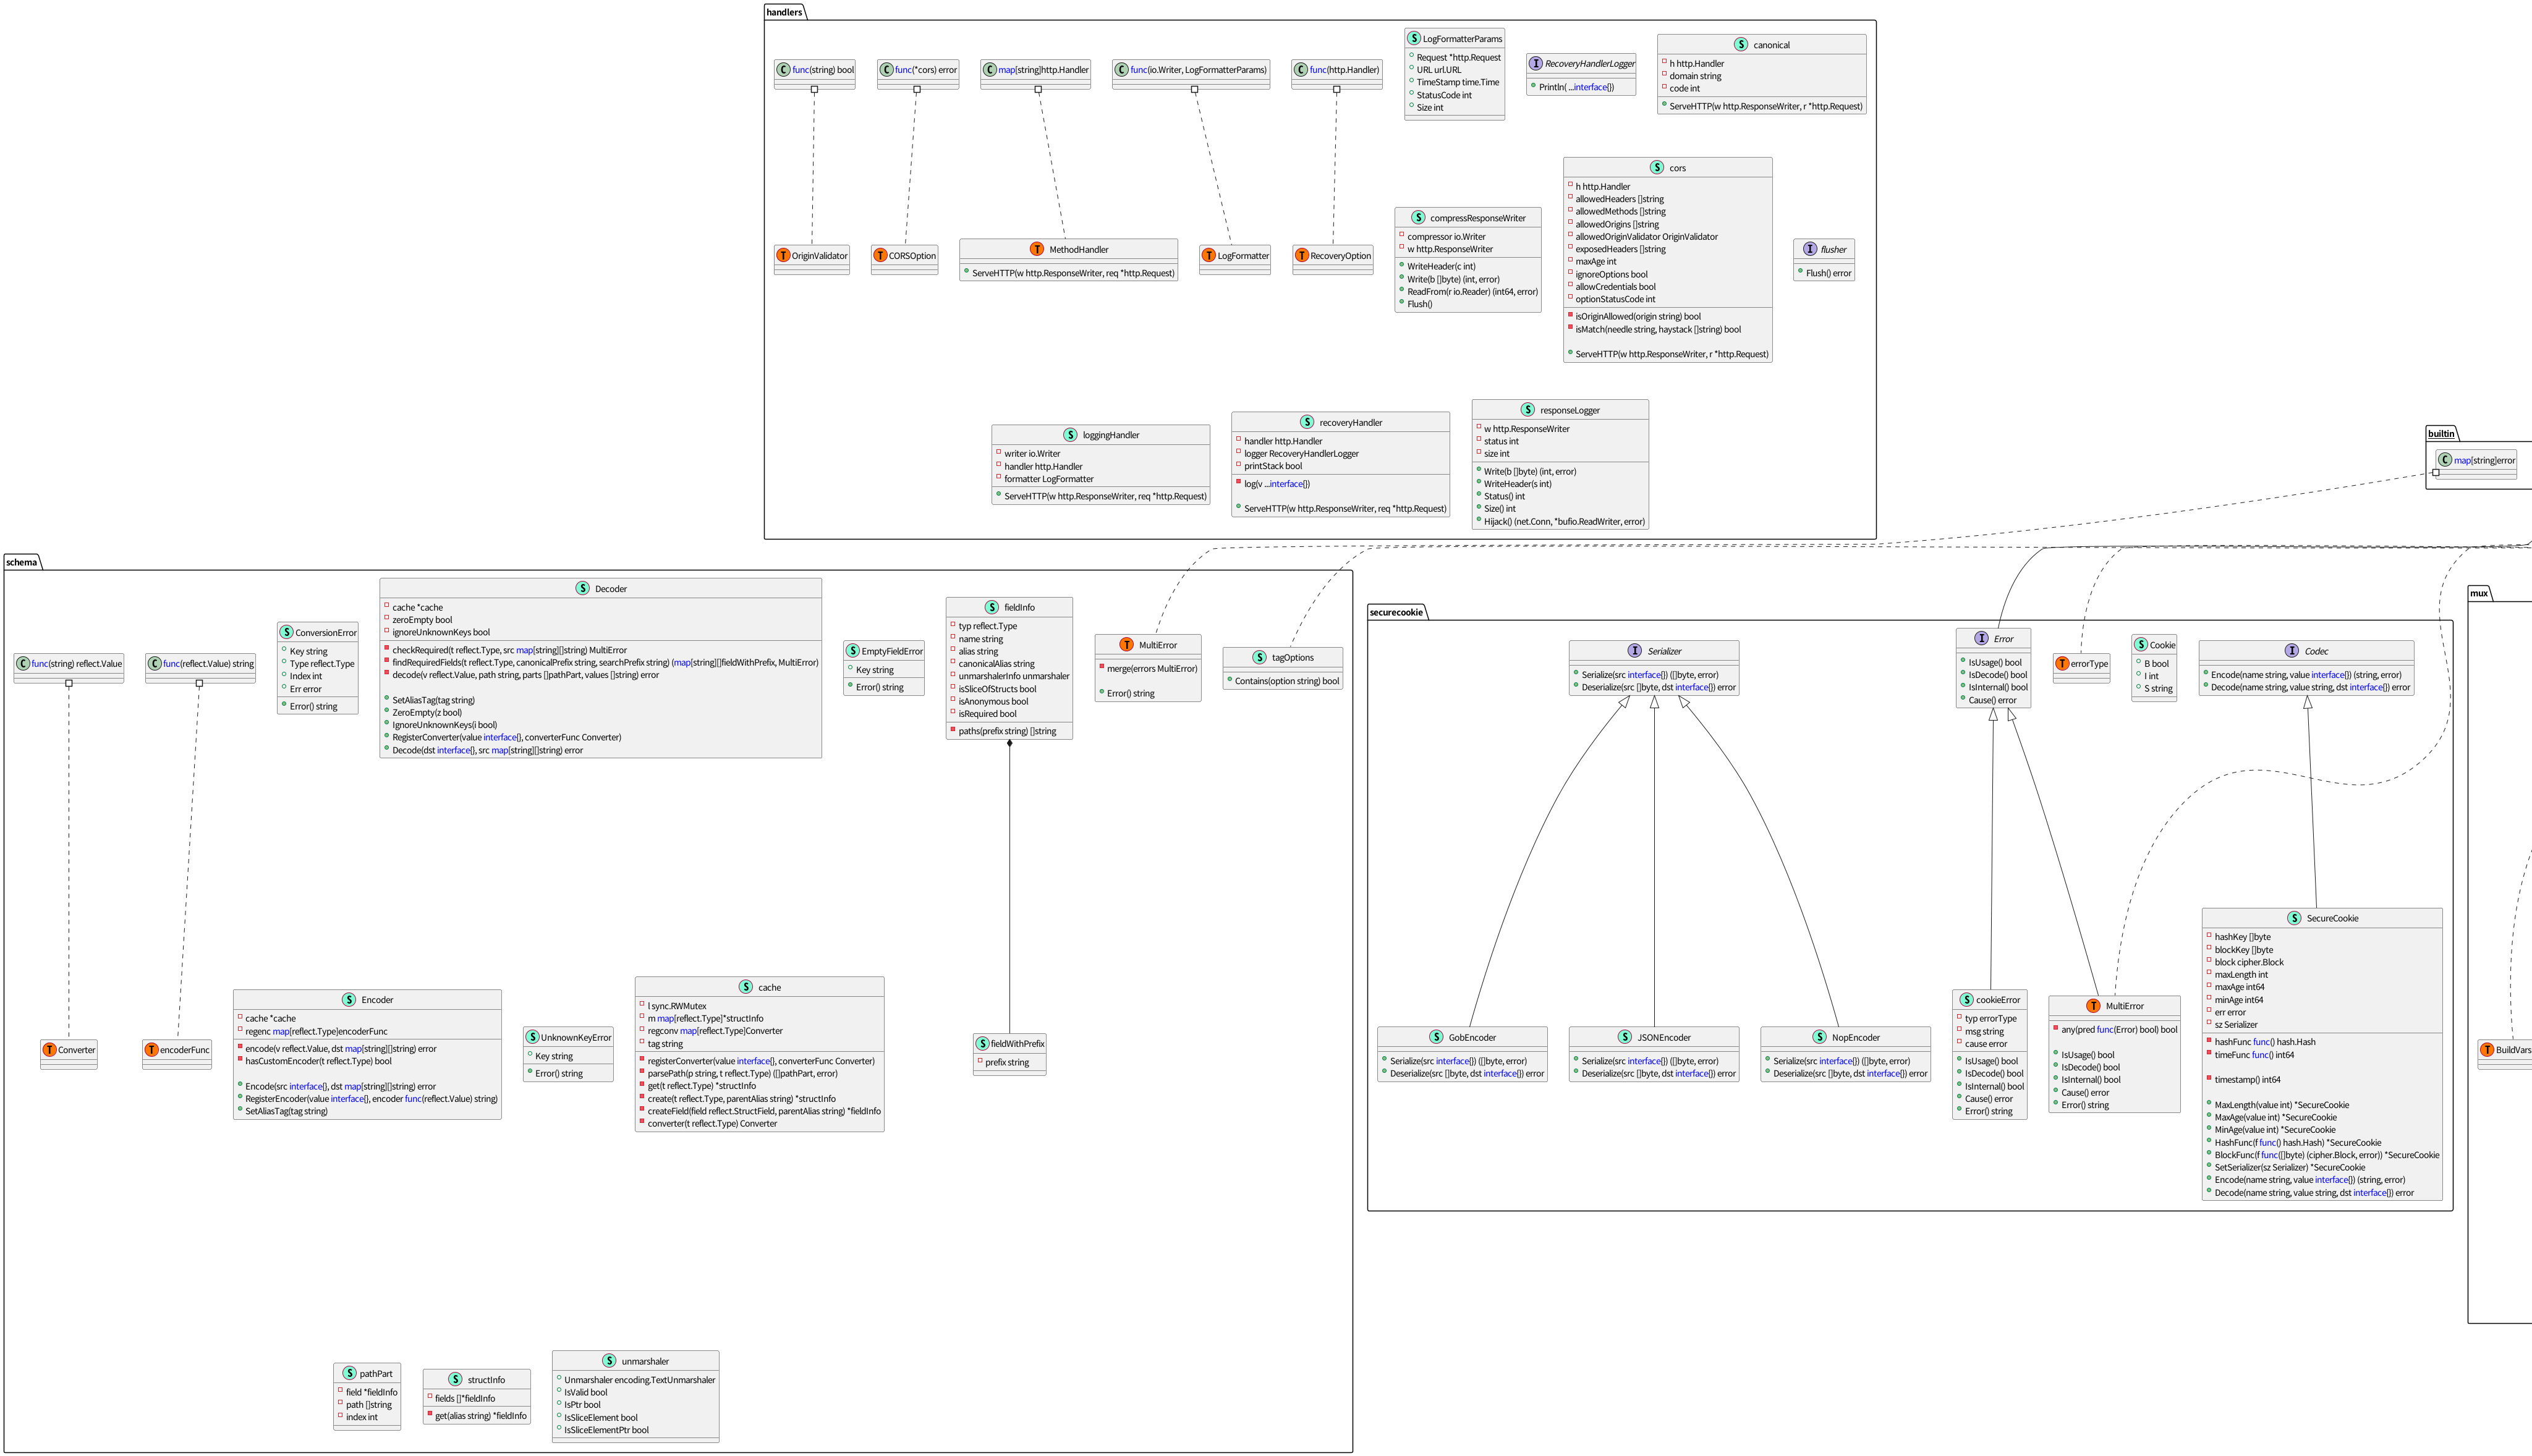 handlers
func(string) bool
func(*cors) error
map[string]http.Handler
func(io.Writer, LogFormatterParams)
func(http.Handler)
LogFormatterParams
Request *http.Request
URL url.URL
TimeStamp time.Time
StatusCode int
Size int
RecoveryHandlerLogger
Println( ...interface{})
canonical
h http.Handler
domain string
code int
ServeHTTP(w http.ResponseWriter, r *http.Request)
OriginValidator
CORSOption
MethodHandler
ServeHTTP(w http.ResponseWriter, req *http.Request)
LogFormatter
RecoveryOption
compressResponseWriter
compressor io.Writer
w http.ResponseWriter
WriteHeader(c int)
Write(b []byte) (int, error)
ReadFrom(r io.Reader) (int64, error)
Flush()
cors
h http.Handler
allowedHeaders []string
allowedMethods []string
allowedOrigins []string
allowedOriginValidator OriginValidator
exposedHeaders []string
maxAge int
ignoreOptions bool
allowCredentials bool
optionStatusCode int
isOriginAllowed(origin string) bool
isMatch(needle string, haystack []string) bool
ServeHTTP(w http.ResponseWriter, r *http.Request)
flusher
Flush() error
loggingHandler
writer io.Writer
handler http.Handler
formatter LogFormatter
ServeHTTP(w http.ResponseWriter, req *http.Request)
recoveryHandler
handler http.Handler
logger RecoveryHandlerLogger
printStack bool
log(v ...interface{})
ServeHTTP(w http.ResponseWriter, req *http.Request)
responseLogger
w http.ResponseWriter
status int
size int
Write(b []byte) (int, error)
WriteHeader(s int)
Status() int
Size() int
Hijack() (net.Conn, *bufio.ReadWriter, error)
builtin
map[string]error
schema
func(string) reflect.Value
func(reflect.Value) string
ConversionError
Key string
Type reflect.Type
Index int
Err error
Error() string
Decoder
cache *cache
zeroEmpty bool
ignoreUnknownKeys bool
checkRequired(t reflect.Type, src map[string][]string) MultiError
findRequiredFields(t reflect.Type, canonicalPrefix string, searchPrefix string) (map[string][]fieldWithPrefix, MultiError)
decode(v reflect.Value, path string, parts []pathPart, values []string) error
SetAliasTag(tag string)
ZeroEmpty(z bool)
IgnoreUnknownKeys(i bool)
RegisterConverter(value interface{}, converterFunc Converter)
Decode(dst interface{}, src map[string][]string) error
EmptyFieldError
Key string
Error() string
fieldInfo
typ reflect.Type
name string
alias string
canonicalAlias string
unmarshalerInfo unmarshaler
isSliceOfStructs bool
isAnonymous bool
isRequired bool
paths(prefix string) []string
MultiError
merge(errors MultiError)
Error() string
tagOptions
Contains(option string) bool
Converter
encoderFunc
Encoder
cache *cache
regenc map[reflect.Type]encoderFunc
encode(v reflect.Value, dst map[string][]string) error
hasCustomEncoder(t reflect.Type) bool
Encode(src interface{}, dst map[string][]string) error
RegisterEncoder(value interface{}, encoder func(reflect.Value) string)
SetAliasTag(tag string)
UnknownKeyError
Key string
Error() string
cache
l sync.RWMutex
m map[reflect.Type]*structInfo
regconv map[reflect.Type]Converter
tag string
registerConverter(value interface{}, converterFunc Converter)
parsePath(p string, t reflect.Type) ([]pathPart, error)
get(t reflect.Type) *structInfo
create(t reflect.Type, parentAlias string) *structInfo
createField(field reflect.StructField, parentAlias string) *fieldInfo
converter(t reflect.Type) Converter
fieldWithPrefix
prefix string
pathPart
field *fieldInfo
path []string
index int
structInfo
fields []*fieldInfo
get(alias string) *fieldInfo
unmarshaler
Unmarshaler encoding.TextUnmarshaler
IsValid bool
IsPtr bool
IsSliceElement bool
IsSliceElementPtr bool
securecookie
Serializer
Serialize(src interface{}) ([]byte, error)
Deserialize(src []byte, dst interface{}) error
Error
IsUsage() bool
IsDecode() bool
IsInternal() bool
Cause() error
errorType
Cookie
B bool
I int
S string
Codec
Encode(name string, value interface{}) (string, error)
Decode(name string, value string, dst interface{}) error
GobEncoder
Serialize(src interface{}) ([]byte, error)
Deserialize(src []byte, dst interface{}) error
JSONEncoder
Serialize(src interface{}) ([]byte, error)
Deserialize(src []byte, dst interface{}) error
NopEncoder
Serialize(src interface{}) ([]byte, error)
Deserialize(src []byte, dst interface{}) error
cookieError
typ errorType
msg string
cause error
IsUsage() bool
IsDecode() bool
IsInternal() bool
Cause() error
Error() string
MultiError
any(pred func(Error) bool) bool
IsUsage() bool
IsDecode() bool
IsInternal() bool
Cause() error
Error() string
SecureCookie
hashKey []byte
blockKey []byte
block cipher.Block
maxLength int
maxAge int64
minAge int64
err error
sz Serializer
hashFunc func() hash.Hash
timeFunc func() int64
timestamp() int64
MaxLength(value int) *SecureCookie
MaxAge(value int) *SecureCookie
MinAge(value int) *SecureCookie
HashFunc(f func() hash.Hash) *SecureCookie
BlockFunc(f func([]byte) (cipher.Block, error)) *SecureCookie
SetSerializer(sz Serializer) *SecureCookie
Encode(name string, value interface{}) (string, error)
Decode(name string, value string, dst interface{}) error
mux
BuildVars